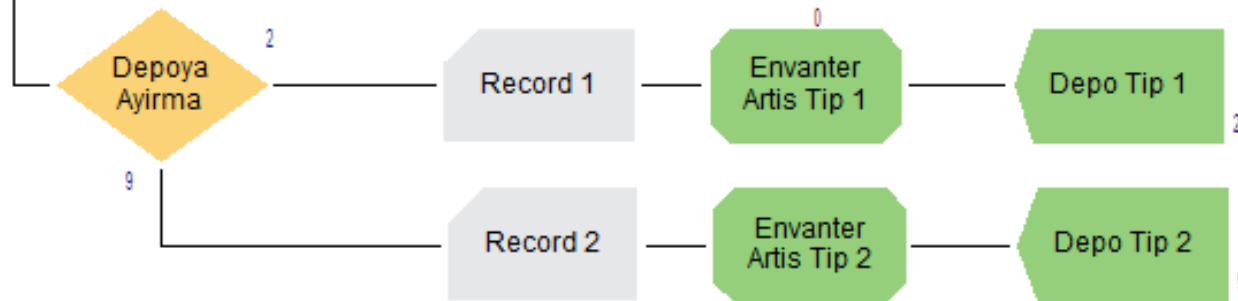 0
2
Depoya
Ayirma
Record 1
Envanter
Artis Tip 1
Depo Tip 1
2
9
Record 2
Envanter
Artis Tip 2
Depo Tip 2